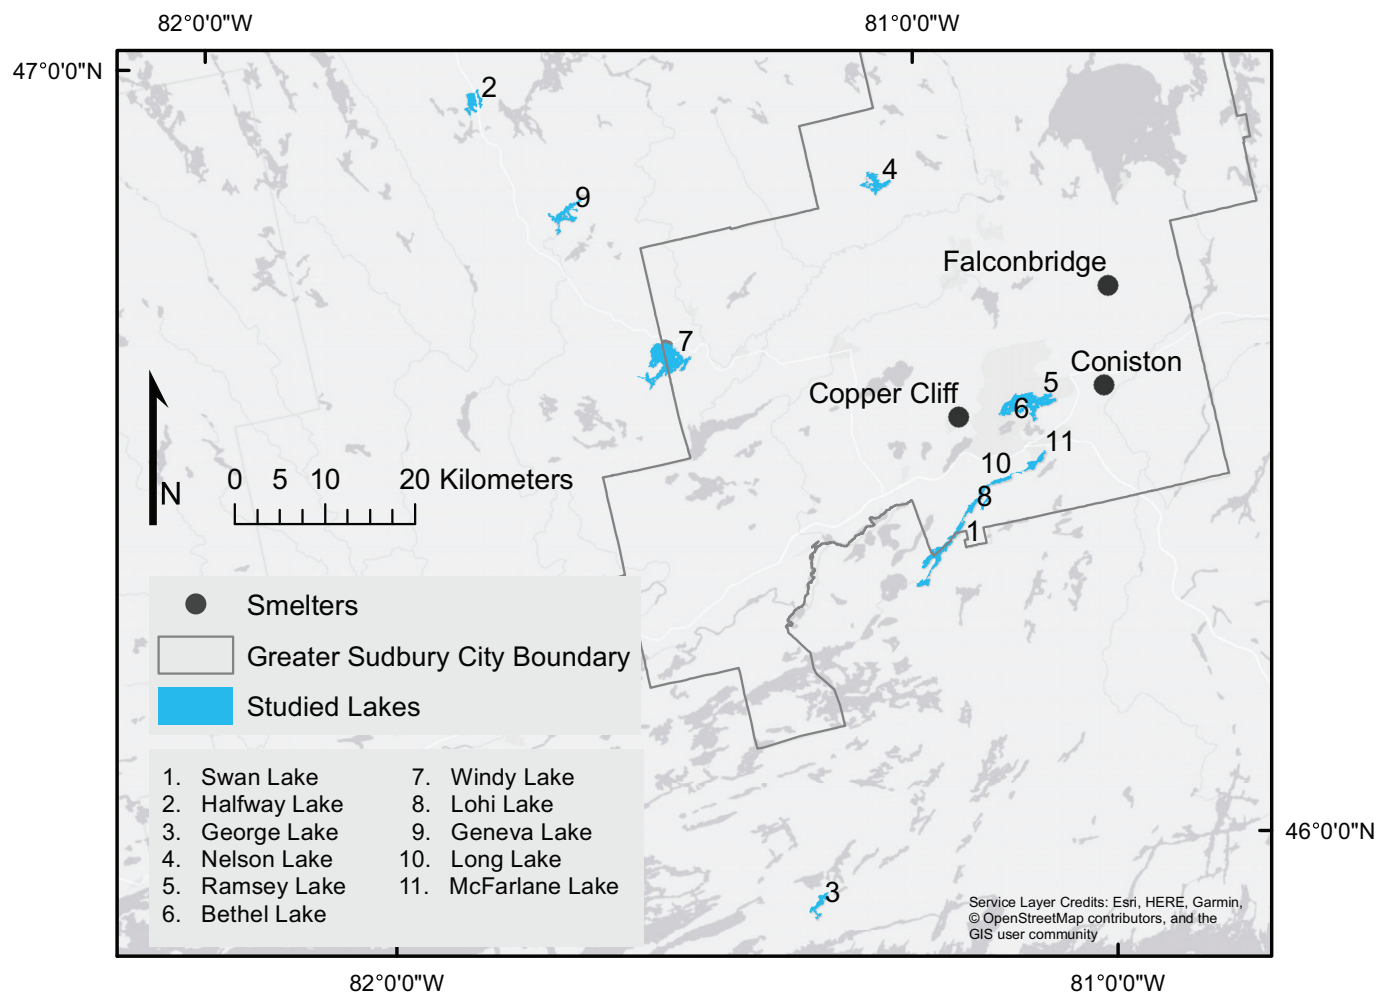 82°0'0"W
81°0'0"W
47°0'0"N
2
4
9
Falconbridge
7
Coniston
5
Copper Cliff
6
11
10
0 5 10 20 Kilometers
8
N
1
Smelters
Greater Sudbury City Boundary
Studied Lakes
1. Swan Lake
2. Halfway Lake
3. George Lake
4. Nelson Lake
5. Ramsey Lake
6. Bethel Lake
7. Windy Lake
8. Lohi Lake
9. Geneva Lake
10. Long Lake
11. McFarlane Lake
46°0'0"N
3
Service Layer Credits: Esri, HERE, Garmin,
© OpenStreetMap contributors, and the
GIS user community
82°0'0"W
81°0'0"W